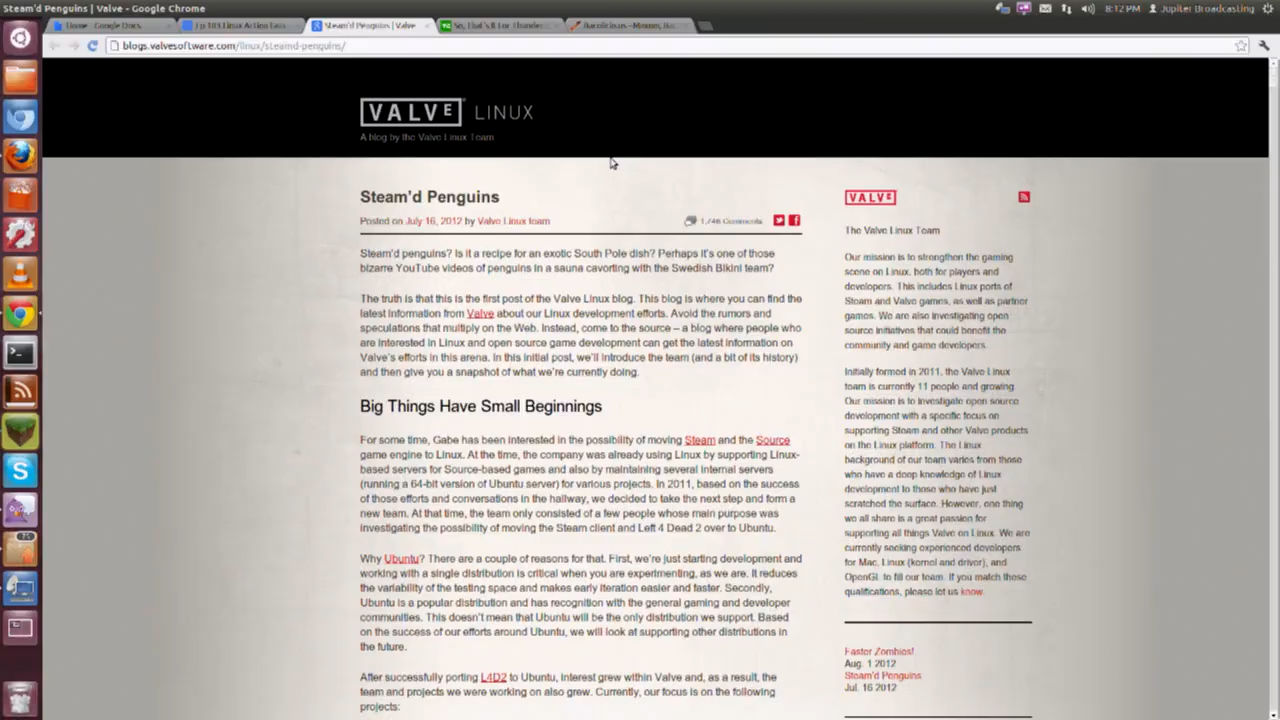 Steam'd Penguins | Valve - Google Chrome
8:12 PM
Jupiter Broadcasting
Home - Google Docs
Steam'd Penguins | Valve
blogs.valvesoftware.com/linux/steamd-penguins/
VALVE LINUX
A blog by the Valve Linux Team
Steam'd Penguins
Posted on July 16, 2012 by Valve Linux team
Comments
Steam'd penguins? Is it a recipe for an exotic South Pole dish? Perhaps it's one of those
bizarre YouTube videos of penguins in a sauna cavorting with the Swedish Bikini team?
The truth is that this is the first post of the Valve Linux blog. This blog is where you can find the
latest information from Valve about our Linux development efforts. Avoid the rumors and
speculations that multiply on the Web. Instead, come to the source – a blog where people who
are interested in Linux and open source game development can get the latest information on
Valve's efforts in this arena. In this initial post, we'll introduce the team (and a bit of its history)
and then give you a snapshot of what we're currently doing.
Big Things Have Small Beginnings
For some time, Gabe has been interested in the possibility of moving Steam and the Source
game engine to Linux. At the time, the company was already using Linux by supporting Linux-
based servers for Source-based games and also by maintaining several internal servers
(running a 64-bit version of Ubuntu server) for various projects. In 2011, based on the success
of those efforts and conversations in the hallway, we decided to take the next step and form a
new team. At that time, the team only consisted of a few people whose main purpose was
investigating the possibility of moving the Steam client and Left 4 Dead 2 over to Ubuntu.
Why Ubuntu? There are a couple of reasons for that. First, we're just starting development and
working with a single distribution is critical when you are experimenting, as we are. It reduces
the variability of the testing space and makes early iteration easier and faster. Secondly,
Ubuntu is a popular distribution and has recognition with the general gaming and developer
communities. This doesn't mean that Ubuntu will be the only distribution we support. Based
on the success of our efforts around Ubuntu, we will look at supporting other distributions in
the future.
After successfully porting L4D2 to Ubuntu, interest grew within Valve and, as a result, the
team and projects we were working on also grew. Currently, our focus is on the following
projects:
VALVE
The Valve Linux Team
Our mission is to strengthen the gaming
scene on Linux, both for players and
developers. This includes Linux ports of
Steam and Valve games, as well as partner
games. We are also investigating open
source initiatives that could benefit the
community and game developers.
Initially formed in 2011, the Valve Linux
team is currently 11 people and growing.
Our mission is to investigate open source
development with a specific focus on
supporting Steam and other Valve products
on the Linux platform. The Linux
background of our team varies from those
who have a deep knowledge of Linux
development to those who have just
scratched the surface. However, one thing
we all share is a great passion for
supporting all things Valve on Linux. We are
currently seeking experienced developers
for Mac, Linux (kernel and driver), and
OpenGL to fill our team. If you match those
qualifications, please let us know.
Faster Zombies!
Aug. 1 2012
Steam'd Penguins
Jul. 16 2012